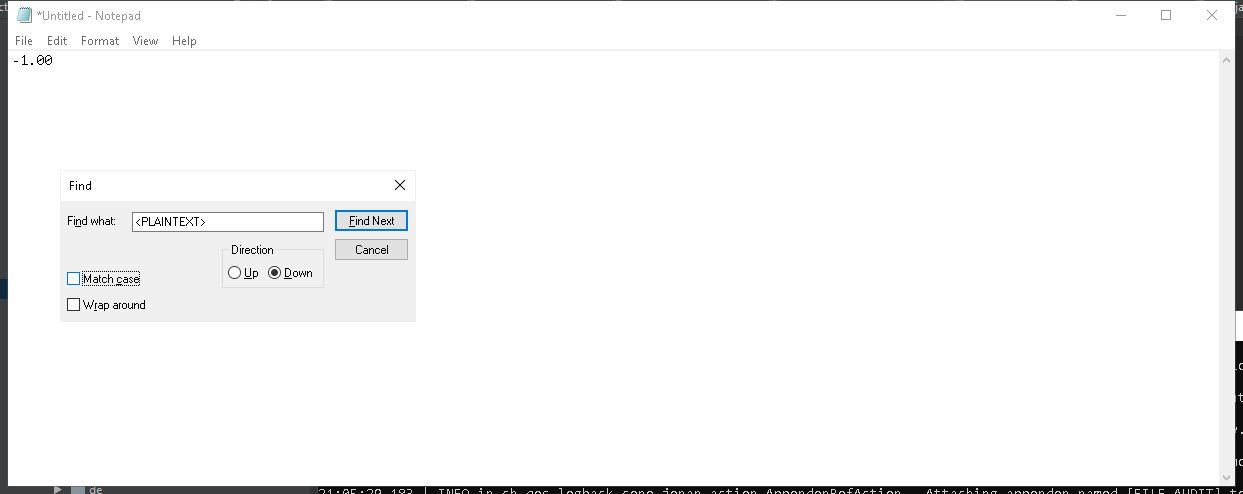 *Untitled - Notepad
File Edit Format View Help
-1.00
Find
Find what: <PLAINTEXT> Find Next
Direction Cancel
Up Down
Match case
Wrap around
de
21:05:29,183 | INFO in ch.qos.logback.core.joran.action.AppenderRefAction - Attaching appender named [FILE_AUDIT] t